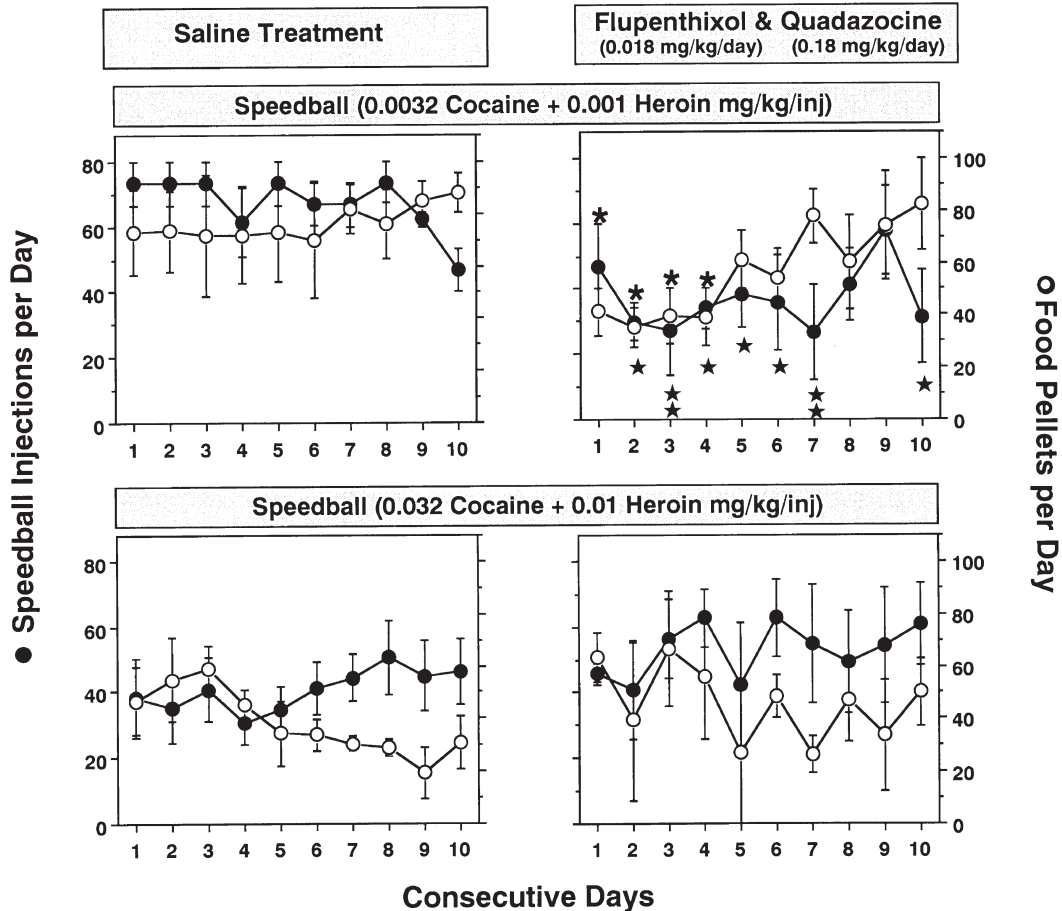 Saline Treatment
Flupenthixol & Quadazocine
(0.018 mg/kg/day) (0.18 mg/kg/day)
Speedball (0.0032 Cocaine + 0.001 Heroin mg/kg/inj)
80
60
40
20
0
1 2 3 4 5 6 7 8 9 10
100
80
60
40
20
0
1 2 3 4 5 6 7 8 9 10
Speedball (0.032 Cocaine + 0.01 Heroin mg/kg/inj)
80
60
40
20
0
1 2 3 4 5 6 7 8 9 10
100
80
60
40
20
0
1 2 3 4 5 6 7 8 9 10
● Speedball Injections per Day
○ Food Pellets per Day
Consecutive Days